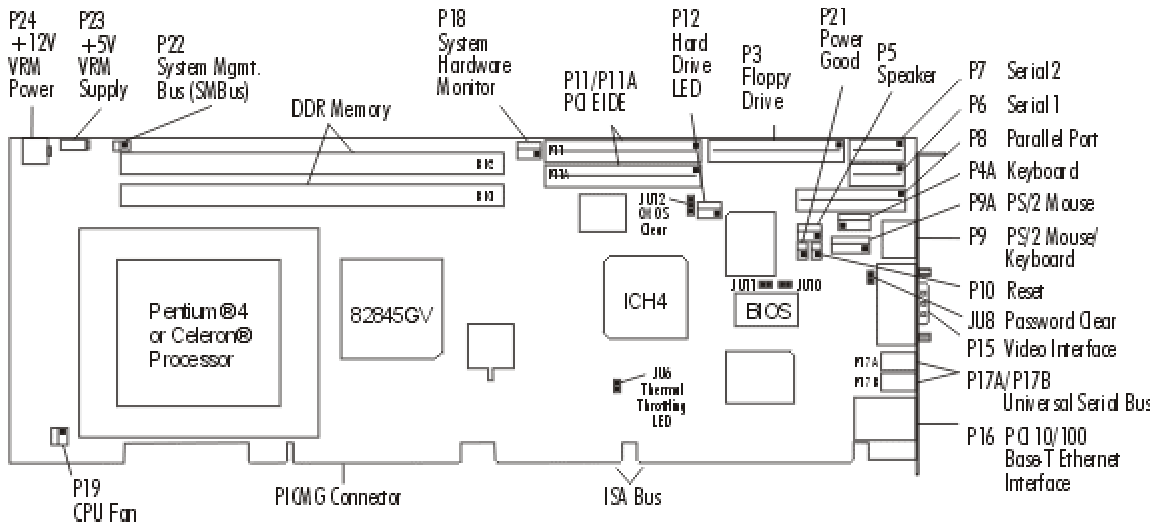 P24
+12V
VRM
Power
P23
+5V
VRM
Supply
P22
System Mgmt.
Bus (SMBus)
DDR Memory
P18
System
Hardware
Monitor
P11/P11A
PCI EIDE
P12
Hard
Drive
LED
P3
Floppy
Drive
P21
Power
Good
P5
Speaker
P7 Serial 2
P6 Serial 1
P8 Parallel Port
P4A Keyboard
P9A PS/2 Mouse
P9 PS/2 Mouse/
Keyboard
P10 Reset
JU8 Password Clear
P15 Video Interface
P17A/P17B
Universal Serial Bus
P16 PCI 10/100
Base-T Ethernet
Interface
P11
P11A
JU12
CMOS
Clear
Pentium®4
or Celeron®
Processor
82845GV
ICH4
JU11
JU10
BIOS
P17A
P17B
JU6
Thermal
Throttling
LED
P19
CPU Fan
PICMG Connector
ISA Bus